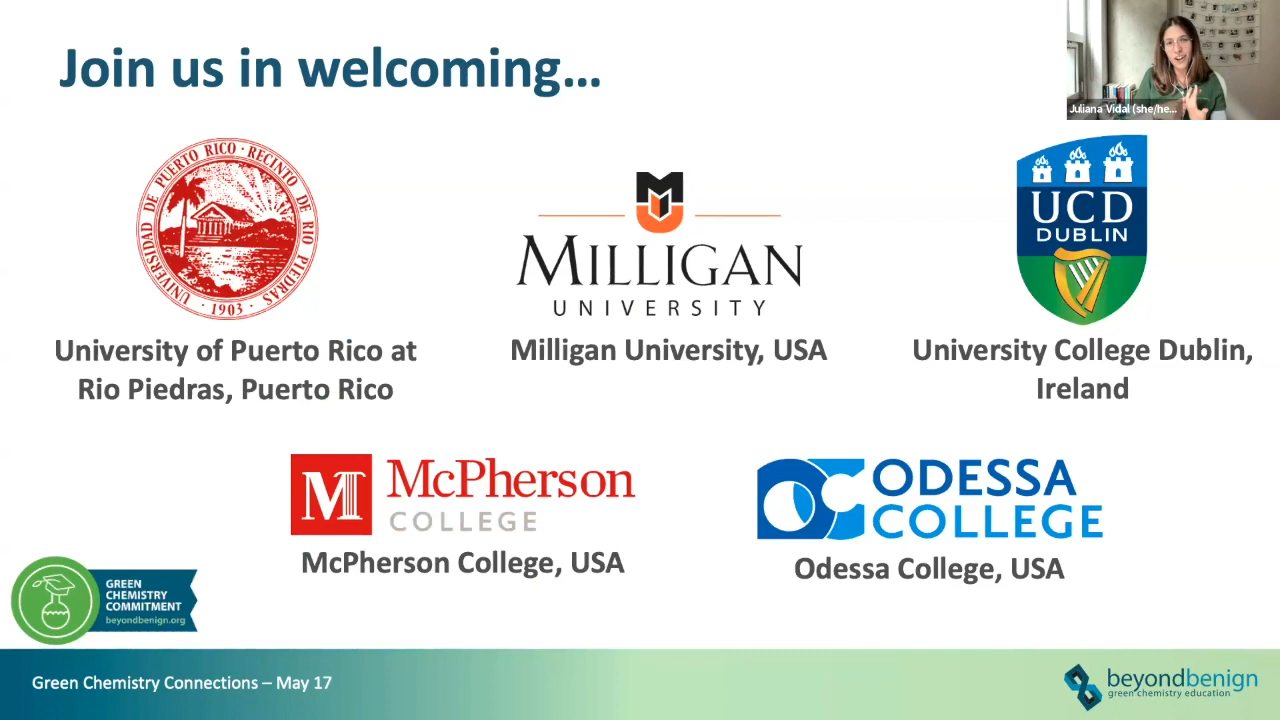 Join us in welcoming...
Juliana Vidal (she/he...
UNIVERSIDAD DE PUERTO RICO · RECINTO DE RIO PIEDRAS
· 1903 ·
University of Puerto Rico at
Rio Piedras, Puerto Rico
MILLIGAN
UNIVERSITY
Milligan University, USA
UCD
DUBLIN
University College Dublin,
Ireland
M
McPherson
COLLEGE
McPherson College, USA
ODESSA
COLLEGE
Odessa College, USA
GREEN
CHEMISTRY
COMMITMENT
beyondbenign.org
Green Chemistry Connections – May 17
beyondbenign
green chemistry education